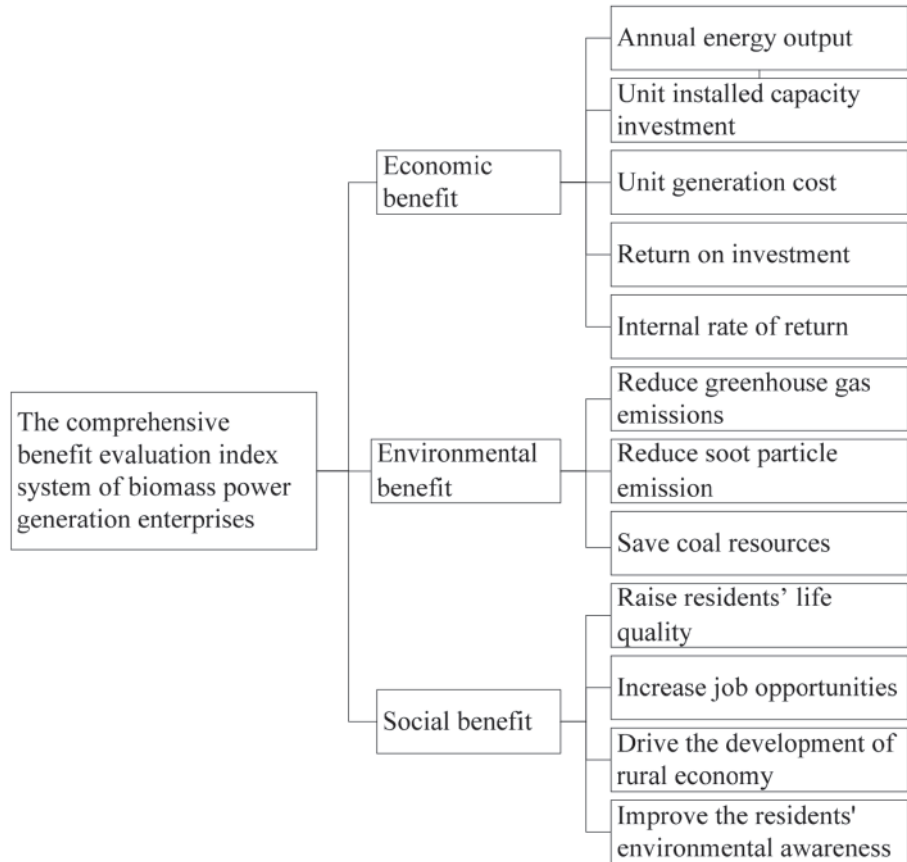 The comprehensive
benefit evaluation index
system of biomass power
generation enterprises
Economic
benefit
Environmental
benefit
Social benefit
Annual energy output
Unit installed capacity
investment
Unit generation cost
Return on investment
Internal rate of return
Reduce greenhouse gas
emissions
Reduce soot particle
emission
Save coal resources
Raise residents’ life
quality
Increase job opportunities
Drive the development of
rural economy
Improve the residents'
environmental awareness